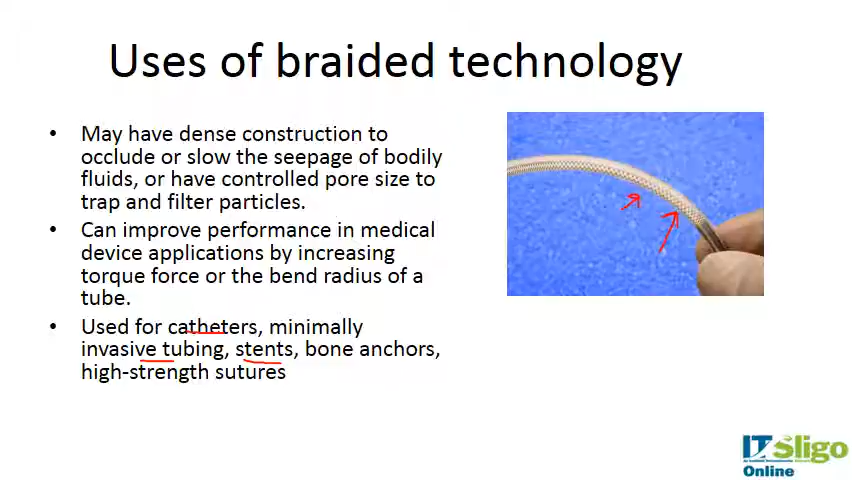 Uses of braided technology
• May have dense construction to
occlude or slow the seepage of bodily
fluids, or have controlled pore size to
trap and filter particles.
• Can improve performance in medical
device applications by increasing
torque force or the bend radius of a
tube.
• Used for catheters, minimally
invasive tubing, stents, bone anchors,
high-strength sutures
IT Sligo
Online